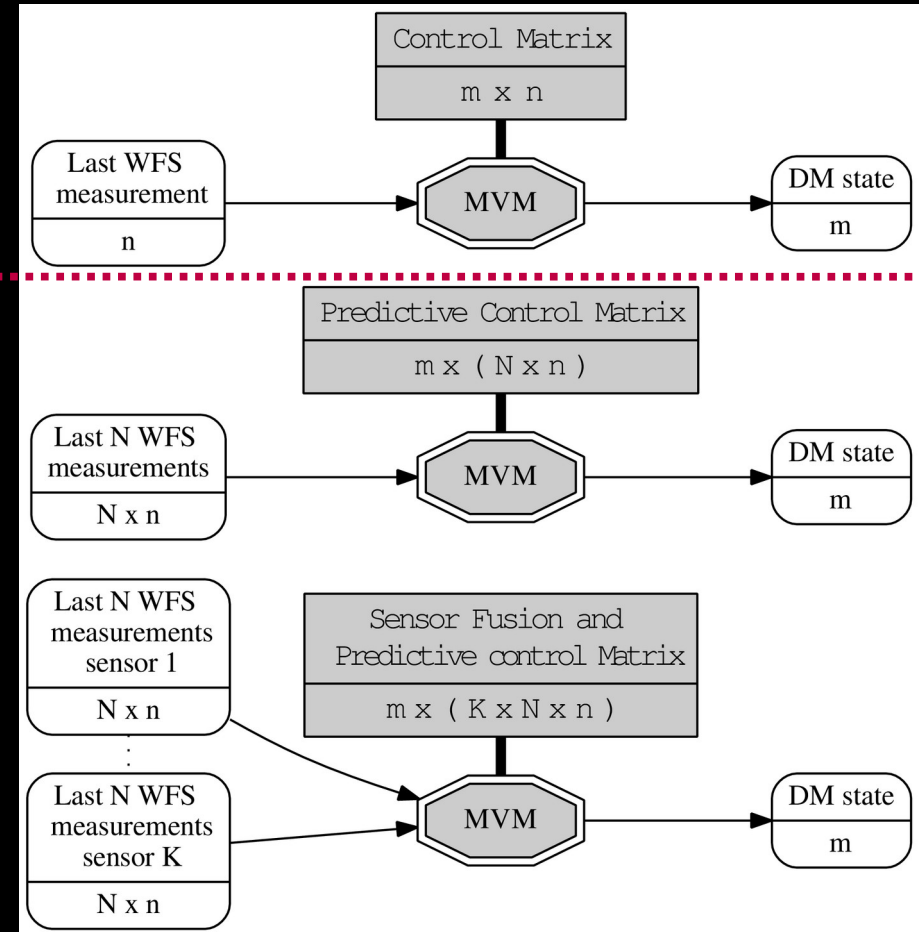 Control Matrix
m x n
Last WFS
measurement
n
MVM
DM state
m
Predictive Control Matrix
m x ( N x n )
Last N WFS
measurements
N x n
MVM
DM state
m
Last N WFS
measurements
sensor 1
N x n
Sensor Fusion and
Predictive control Matrix
m x ( K x N x n )
Last N WFS
measurements
sensor K
N x n
MVM
DM state
m